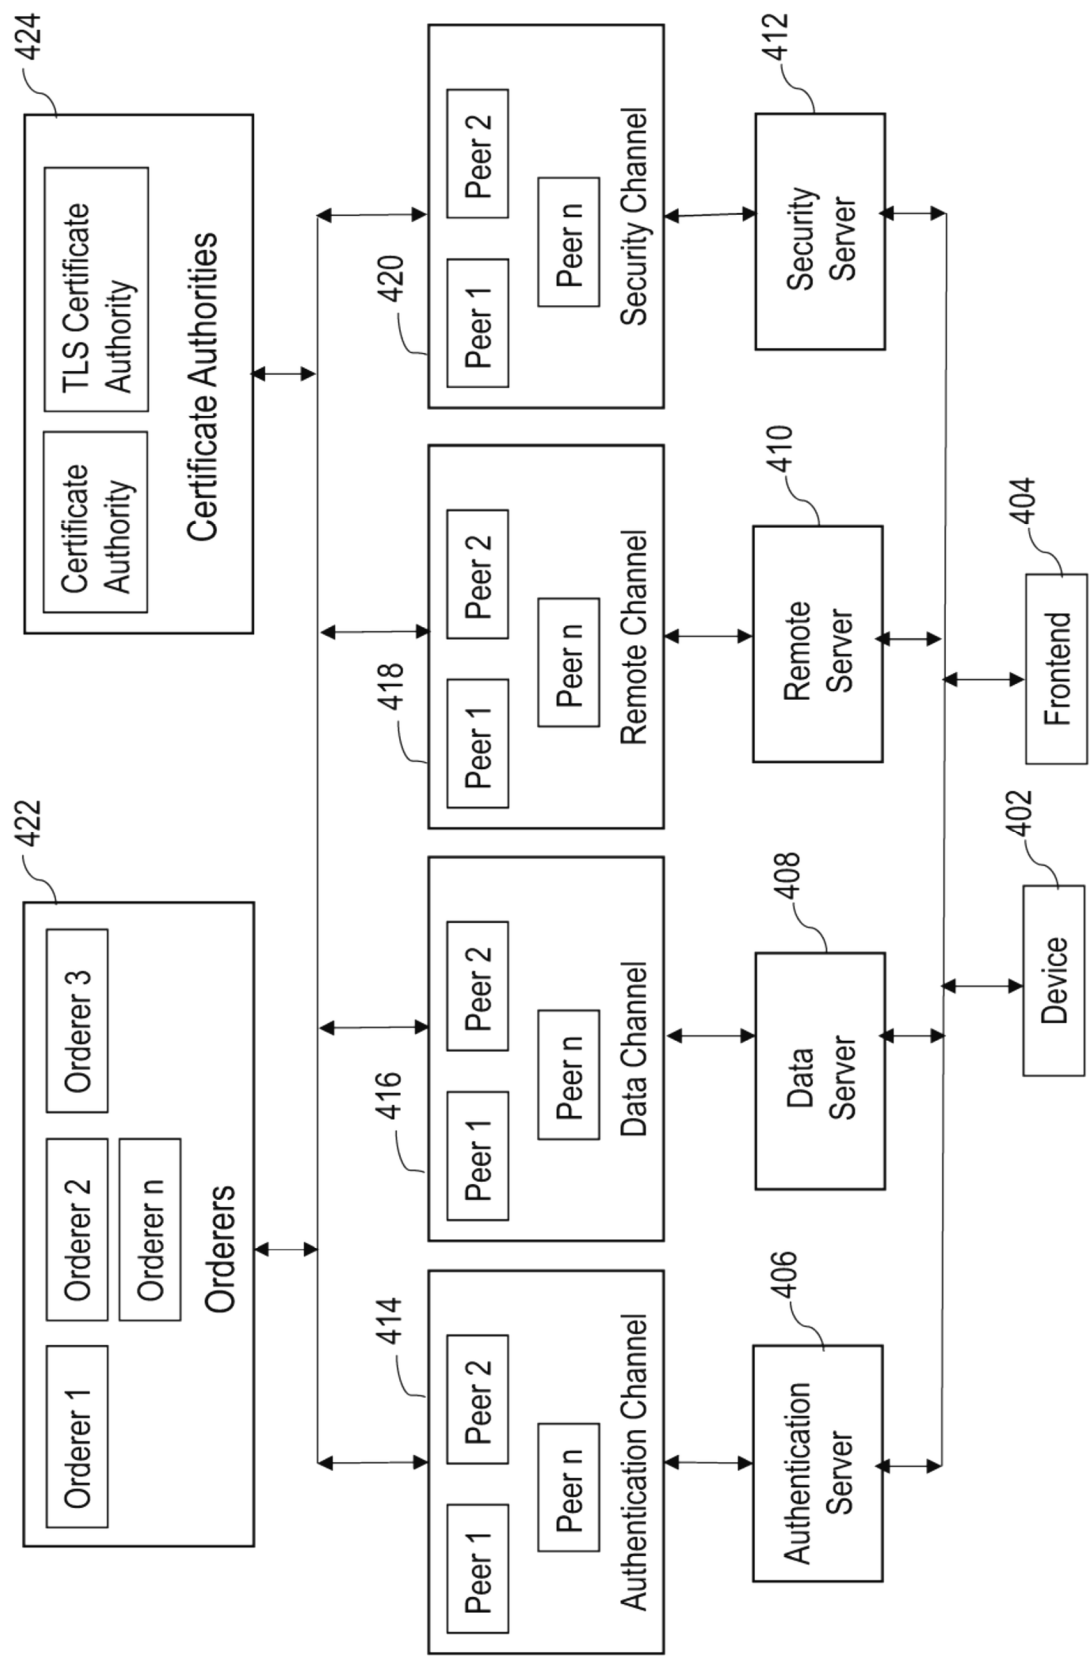 422
Orderer 1
Orderer 2
Orderer 3
Orderer n
Orderers
424
Certificate
Authority
TLS Certificate
Authority
Certificate Authorities
414
Peer 1
Peer 2
Peer n
Authentication Channel
416
Peer 1
Peer 2
Peer n
Data Channel
418
Peer 1
Peer 2
Peer n
Remote Channel
420
Peer 1
Peer 2
Peer n
Security Channel
406
Authentication
Server
408
Data
Server
410
Remote
Server
412
Security
Server
402
Device
404
Frontend